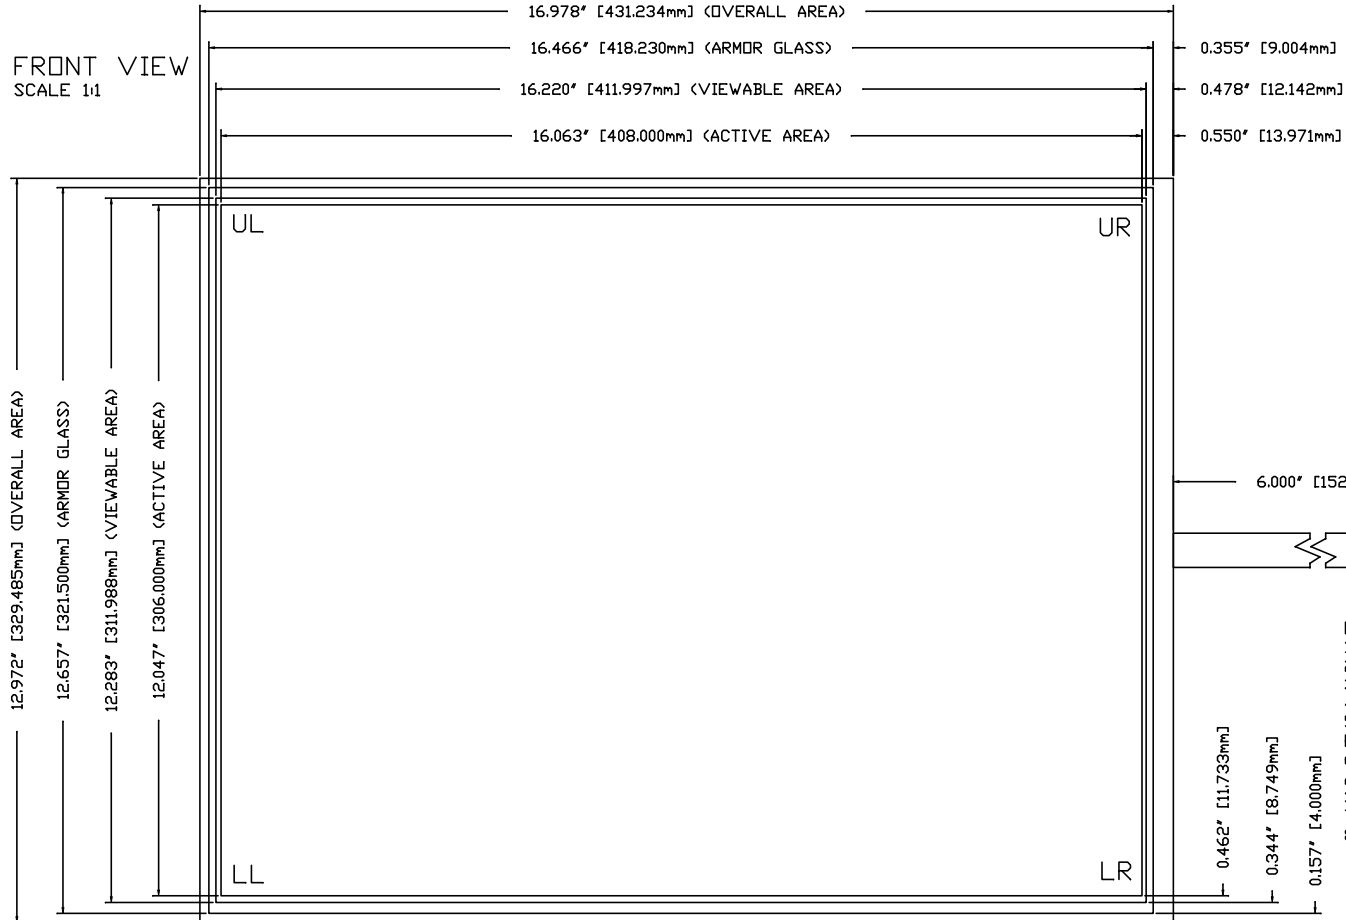 16.978" [431.234mm] (OVERALL AREA)
16.466" [418.230mm] (ARMOR GLASS)
0.355" [9.004mm]
FRONT VIEW
SCALE 1:1
16.220" [411.997mm] (VIEWABLE AREA)
0.478" [12.142mm]
16.063" [408.000mm] (ACTIVE AREA)
0.550" [13.971mm]
UL
UR
12.972" [329.485mm] (OVERALL AREA)
12.657" [321.500mm] (ARMOR GLASS)
12.283" [311.988mm] (VIEWABLE AREA)
12.047" [306.000mm] (ACTIVE AREA)
6.000" [152
0.462" [11.733mm]
0.344" [8.749mm]
0.157" [4.000mm]
LL
LR